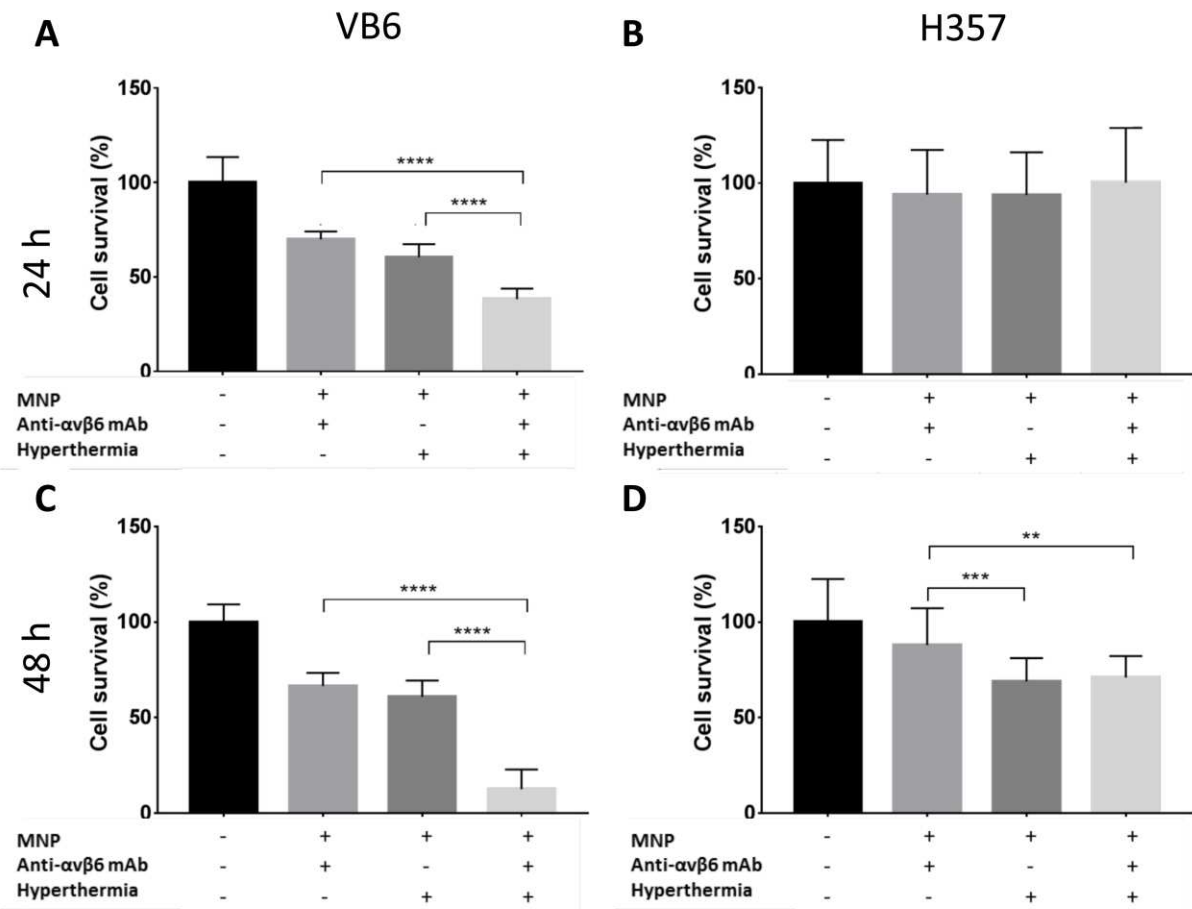 A VB6
B H357
24 h
Cell survival (%)
150
100
50
0
****
****
MNP - + + +
Anti-αvβ6 mAb - + - +
Hyperthermia - - + +
Cell survival (%)
150
100
50
0
MNP - + + +
Anti-αvβ6 mAb - + - +
Hyperthermia - - + +
C
D
48 h
Cell survival (%)
150
100
50
0
****
****
MNP - + + +
Anti-αvβ6 mAb - + - +
Hyperthermia - - + +
Cell survival (%)
150
100
50
0
**
***
MNP - + + +
Anti-αvβ6 mAb - + - +
Hyperthermia - - + +